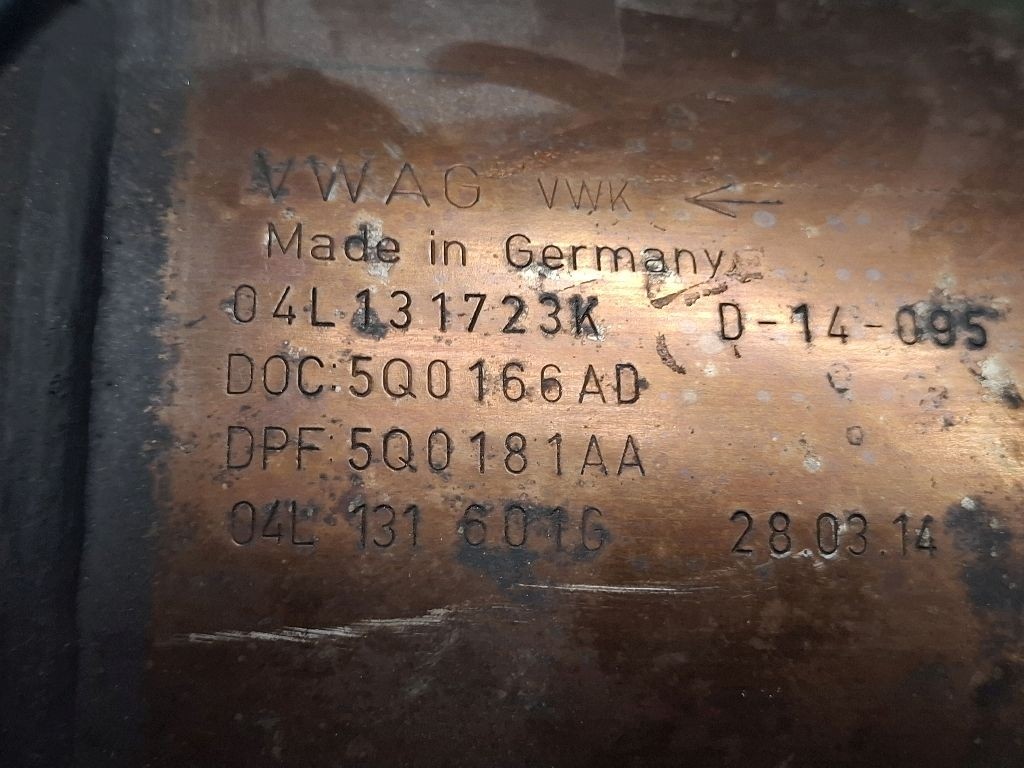 VWAG VWK ←
Made in Germany
04L131723K D-14-095
DOC:5Q0166AD
DPF:5Q0181AA
04L 131 601G 28.03.14